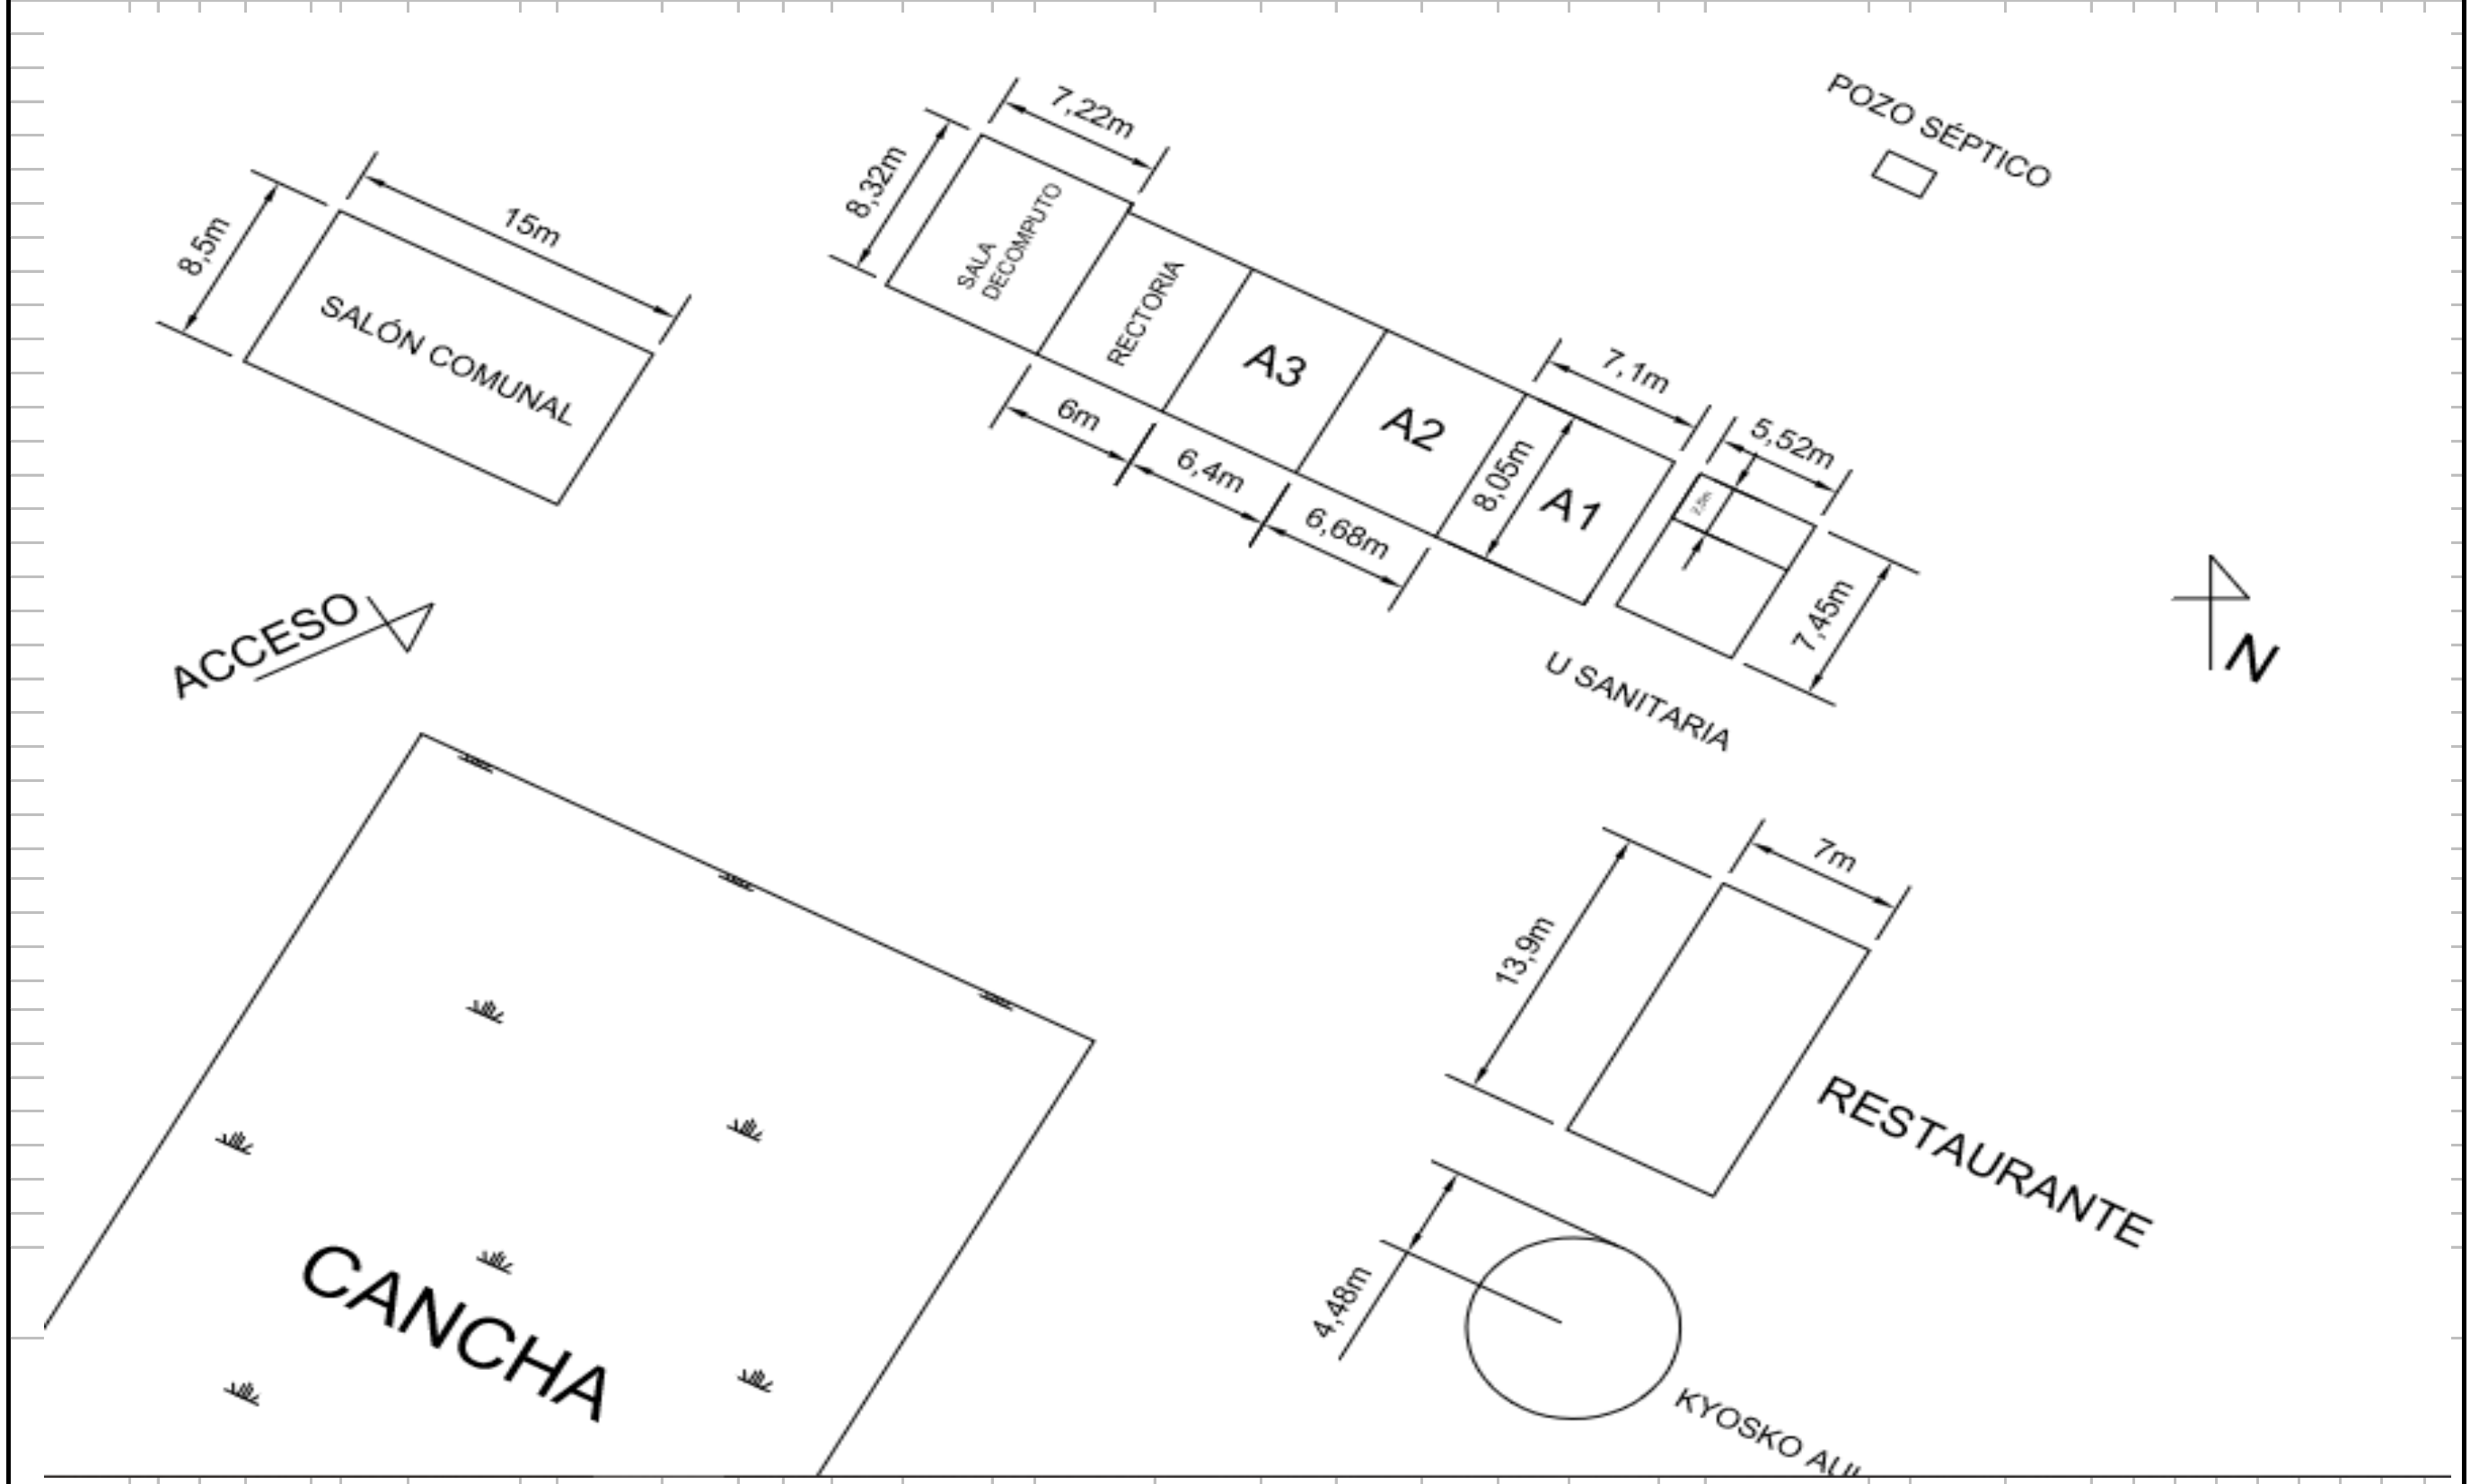 POZO SÉPTICO
7,22m
8,32m
SALA
DECOMPUTO
RECTORIA
A3
A2
A1
6m
6,4m
6,68m
8,05m
7,1m
5,52m
7,45m
U SANITARIA
15m
8,5m
SALÓN COMUNAL
ACCESO
N
CANCHA
7m
13,9m
RESTAURANTE
4,48m
KYOSKO